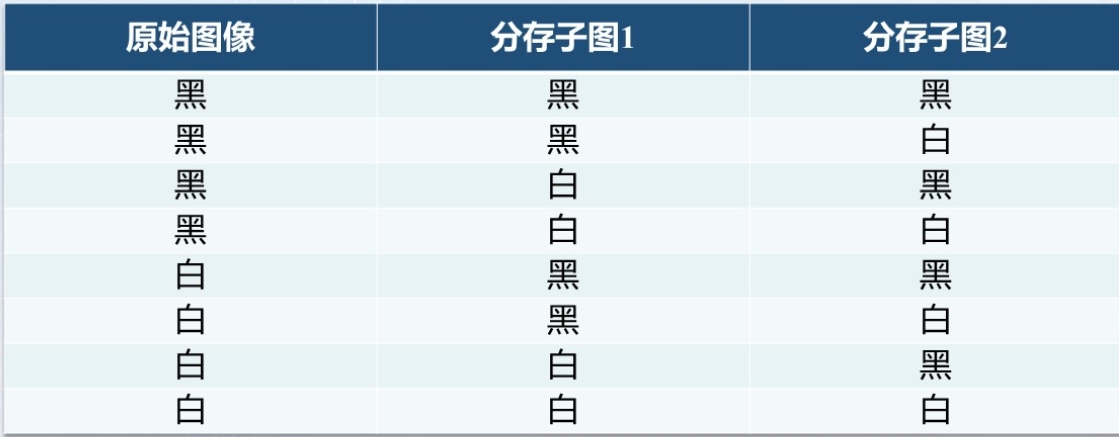 原始图像 分存子图1 分存子图2
黑 黑 黑
黑 黑 白
黑 白 黑
黑 白 白
白 黑 黑
白 黑 白
白 白 黑
白 白 白